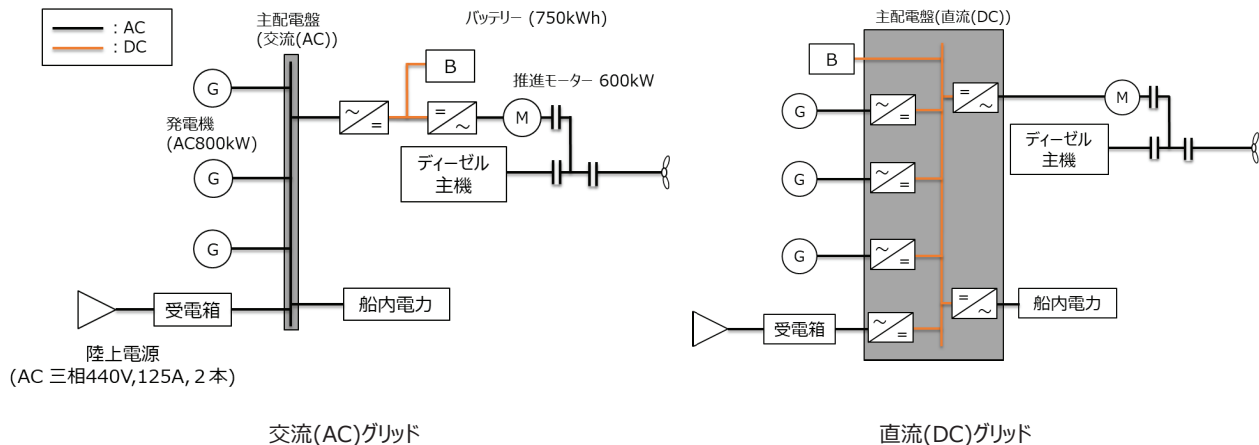 : AC
: DC
主配電盤
(交流(AC))
バッテリー (750kWh)
B
推進モーター 600kW
G
~
=
=
~
M
発電機
(AC800kW)
ディーゼル
主機
G
G
受電箱
船内電力
陸上電源
(AC 三相440V,125A,２本)
交流(AC)グリッド
主配電盤(直流(DC))
B
=
~
M
G
~
=
ディーゼル
主機
G
~
=
G
~
=
=
~
船内電力
受電箱
~
=
直流(DC)グリッド